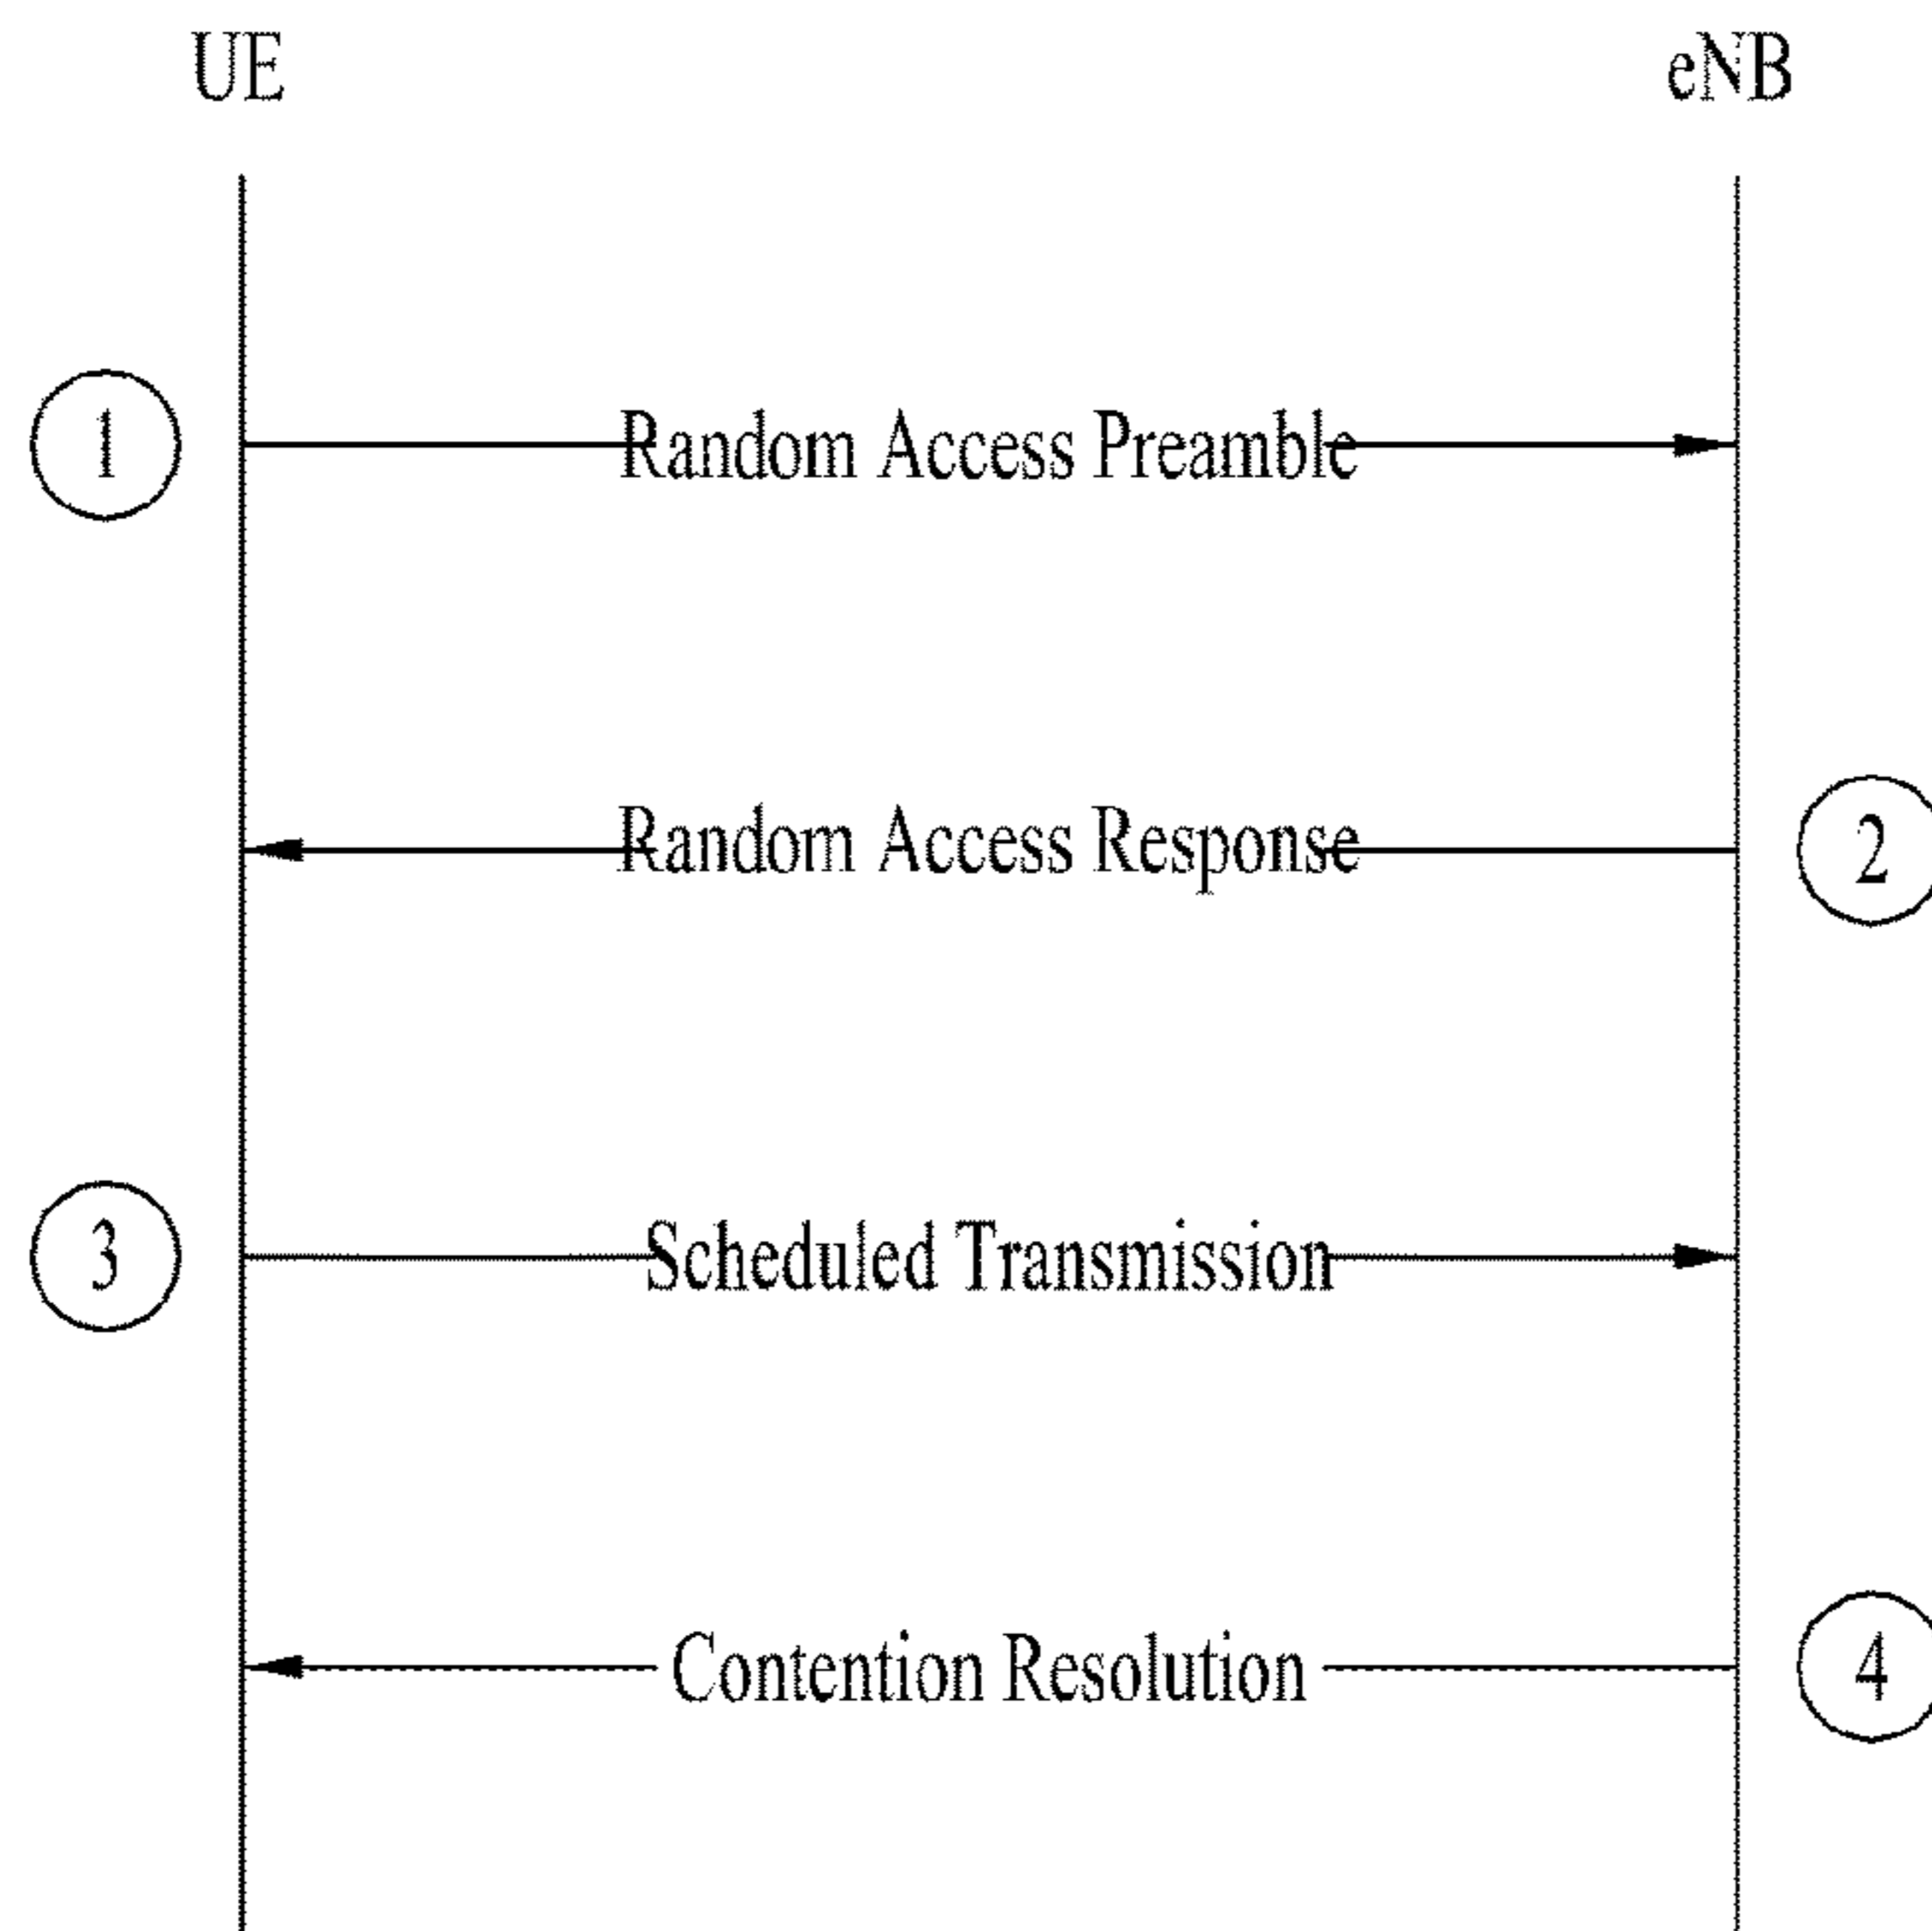 UE eNB
1 Random Access Preamble
Random Access Response 2
3 Scheduled Transmission
Contention Resolution 4